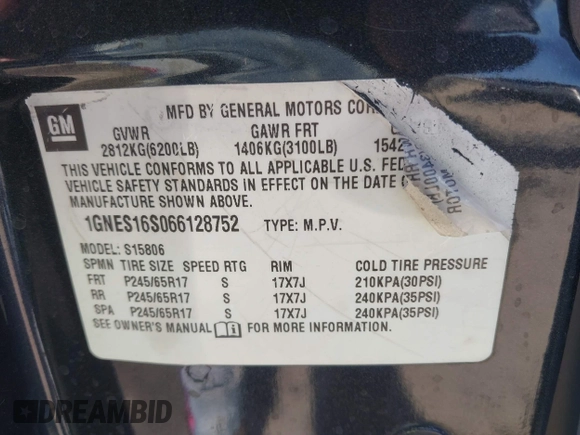 MFD BY GENERAL MOTORS COR
GM
GVWR GAWR FRT
2812KG(6200LB) 1406KG(3100LB) 1542
THIS VEHICLE CONFORMS TO ALL APPLICABLE U.S. FED
VEHICLE SAFETY STANDARDS IN EFFECT ON THE DATE
MANUFACTURE SHOWN ABOVE.
1GNES16S066128752 TYPE: M.P.V.
MODEL: S15806
SPMN TIRE SIZE SPEED RTG RIM COLD TIRE PRESSURE
FRT P245/65R17 S 17X7J 210KPA(30PSI)
RR P245/65R17 S 17X7J 240KPA(35PSI)
SPA P245/65R17 S 17X7J 240KPA(35PSI)
SEE OWNER'S MANUAL FOR MORE INFORMATION.
DREAMBID